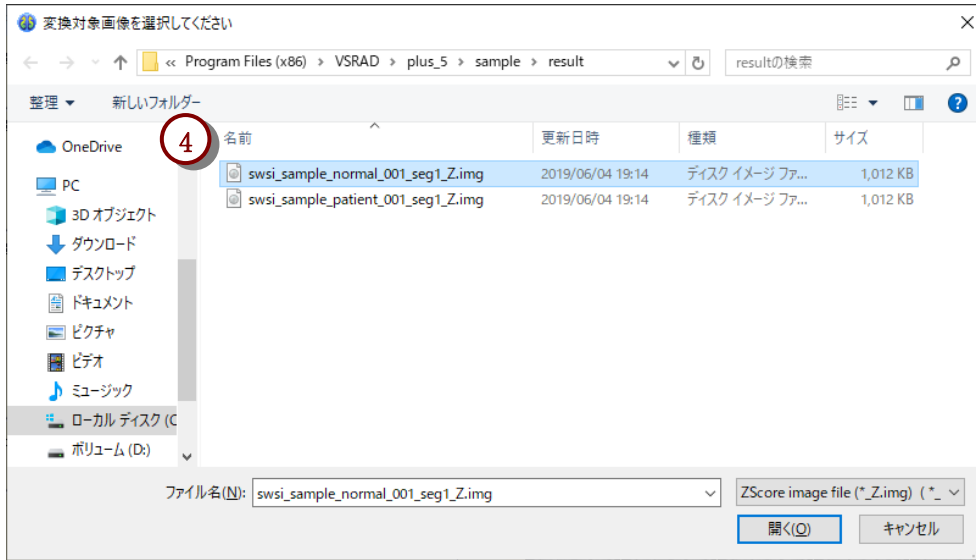 変換対象画像を選択してください
« Program Files (x86) › VSRAD › plus_5 › sample › result
resultの検索
整理 新しいフォルダー
④ 名前 更新日時 種類 サイズ
OneDrive
swsi_sample_normal_001_seg1_Z.img 2019/06/04 19:14 ディスク イメージ ファ... 1,012 KB
PC
swsi_sample_patient_001_seg1_Z.img 2019/06/04 19:14 ディスク イメージ ファ... 1,012 KB
3D オブジェクト
ダウンロード
デスクトップ
ドキュメント
ピクチャ
ビデオ
ミュージック
ローカル ディスク (C
ボリューム (D:)
ファイル名(N): swsi_sample_normal_001_seg1_Z.img ZScore image file (*_Z.img) ( *_
開く(O) キャンセル